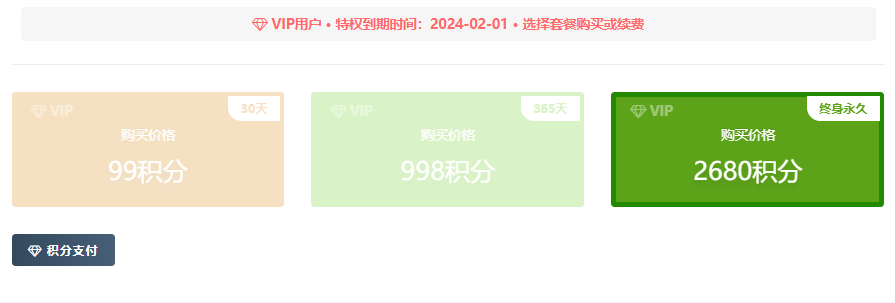 VIP用户 • 特权到期时间：2024-02-01 • 选择套餐购买或续费
VIP 30天
购买价格
99积分
VIP 365天
购买价格
998积分
VIP 终身永久
购买价格
2680积分
积分支付